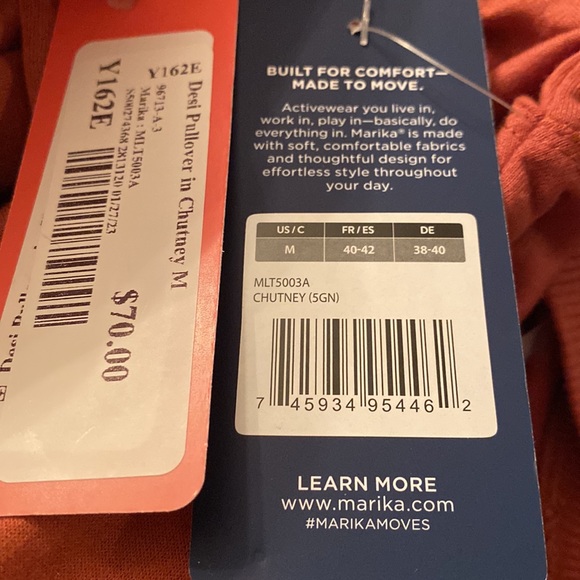 Y162E
Desi Pullover in Chutney M
96713-A-3
Marika : MLT5003A
Y162E
$70.00
BUILT FOR COMFORT—
MADE TO MOVE.
Activewear you live in,
work in, play in—basically, do
everything in. Marika® is made
with soft, comfortable fabrics
and thoughtful design for
effortless style throughout
your day.
US / C FR / ES DE
M 40-42 38-40
MLT5003A
CHUTNEY (5GN)
7 45934 95446 2
LEARN MORE
www.marika.com
#MARIKAMOVES